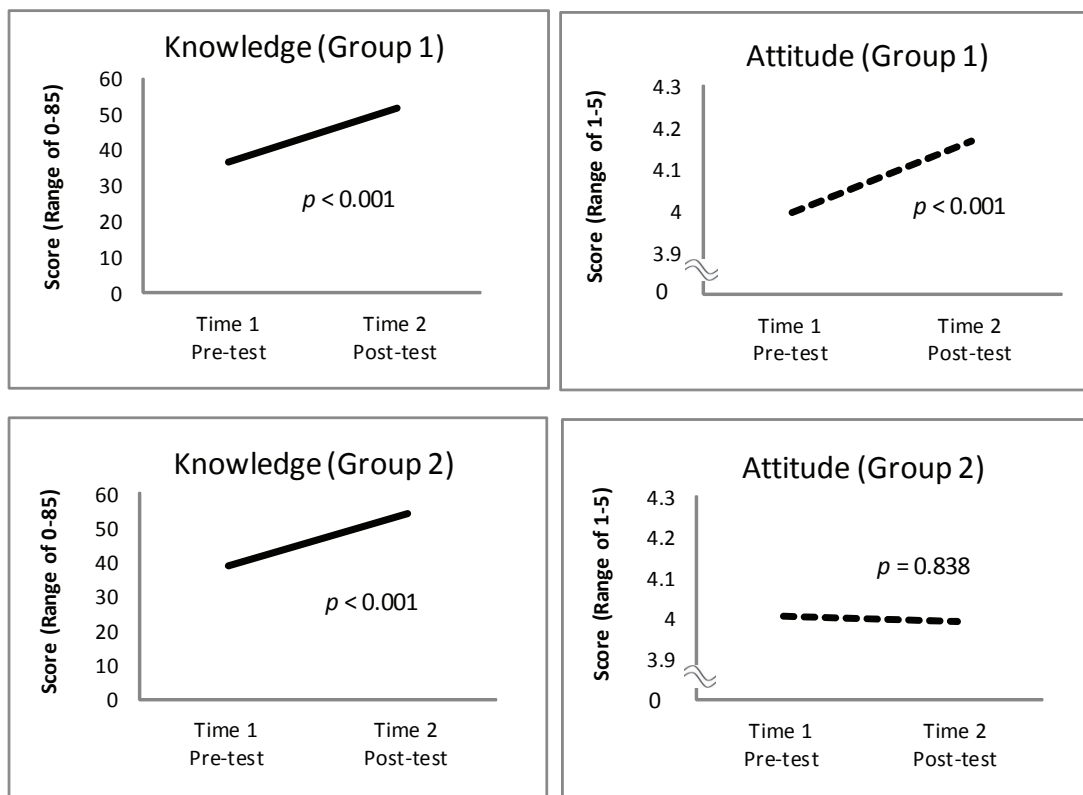 Knowledge (Group 1)
Score (Range of 0-85)
60
50
40
30
20
10
0
p < 0.001
Time 1
Pre-test
Time 2
Post-test
Attitude (Group 1)
Score (Range of 1-5)
4.3
4.2
4.1
4
3.9
0
p < 0.001
Time 1
Pre-test
Time 2
Post-test
Knowledge (Group 2)
Score (Range of 0-85)
60
50
40
30
20
10
0
p < 0.001
Time 1
Pre-test
Time 2
Post-test
Attitude (Group 2)
Score (Range of 1-5)
4.3
4.2
4.1
4
3.9
0
p = 0.838
Time 1
Pre-test
Time 2
Post-test